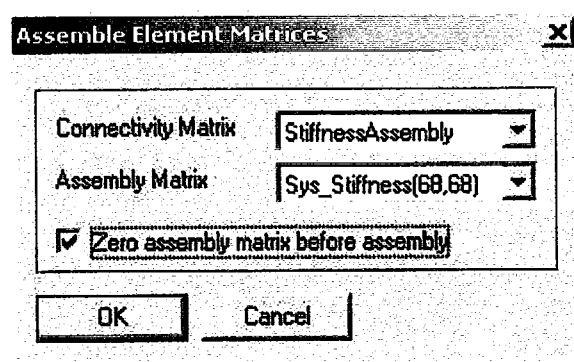 Assemble Element Matrices
Connectivity Matrix StiffnessAssembly
Assembly Matrix Sys_Stiffness(68,68)
Zero assembly matrix before assembly
OK Cancel